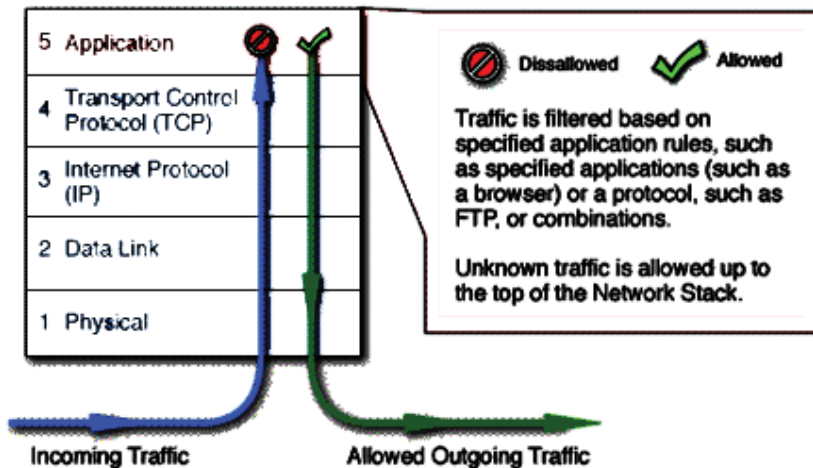 5 Application
4 Transport Control
Protocol (TCP)
3 Internet Protocol
(IP)
2 Data Link
1 Physical
Incoming Traffic
Allowed Outgoing Traffic
Dissallowed
Allowed
Traffic is filtered based on
specified application rules, such
as specified applications (such as
a browser) or a protocol, such as
FTP, or combinations.
Unknown traffic is allowed up to
the top of the Network Stack.